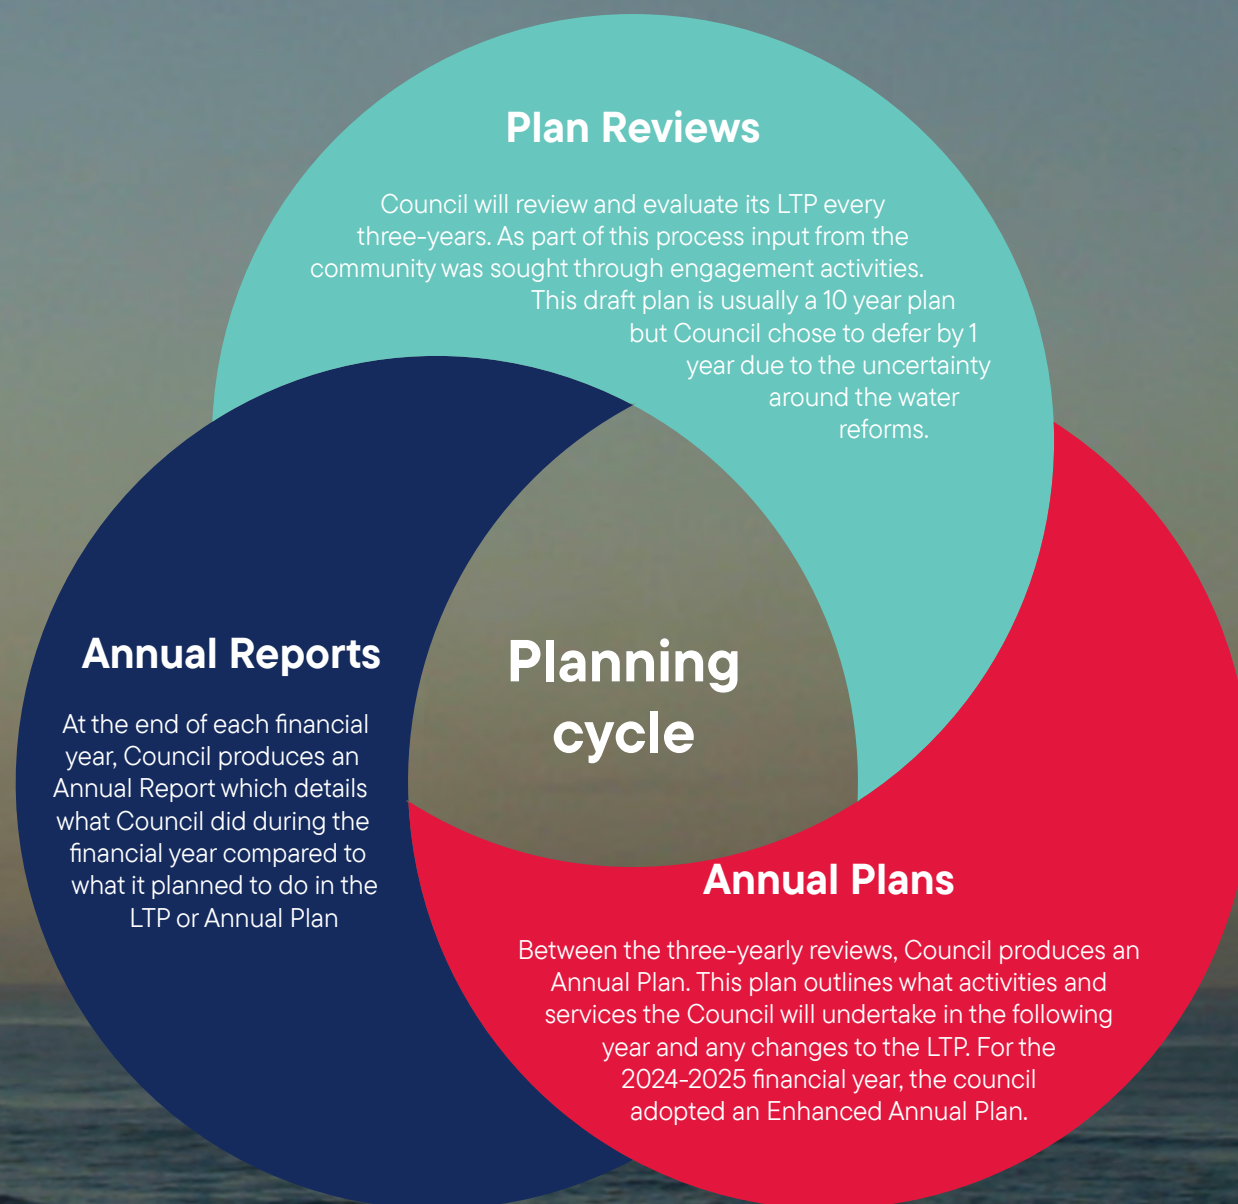 Plan Reviews
Council will review and evaluate its LTP every
three-years. As part of this process input from the
community was sought through engagement activities.
This draft plan is usually a 10 year plan
but Council chose to defer by 1
year due to the uncertainty
around the water
reforms.
Annual Reports
At the end of each financial
year, Council produces an
Annual Report which details
what Council did during the
financial year compared to
what it planned to do in the
LTP or Annual Plan
Planning
cycle
Annual Plans
Between the three-yearly reviews, Council produces an
Annual Plan. This plan outlines what activities and
services the Council will undertake in the following
year and any changes to the LTP. For the
2024-2025 financial year, the council
adopted an Enhanced Annual Plan.